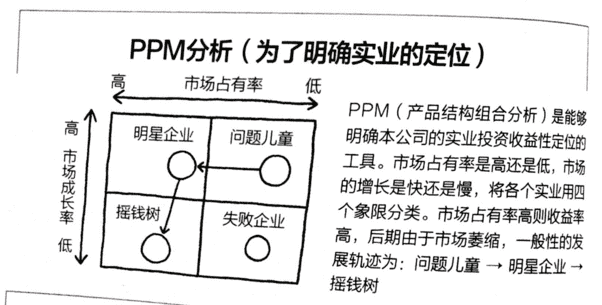 PPM分析（为了明确实业的定位）
高 市场占有率 低
高 市场成长率 低
明星企业 问题儿童
摇钱树 失败企业
PPM（产品结构组合分析）是能够
明确本公司的实业投资收益性定位的
工具。市场占有率是高还是低，市场
的增长是快还是慢，将各个实业用四
个象限分类。市场占有率高则收益率
高，后期由于市场萎缩，一般性的发
展轨迹为：问题儿童 → 明星企业 →
摇钱树